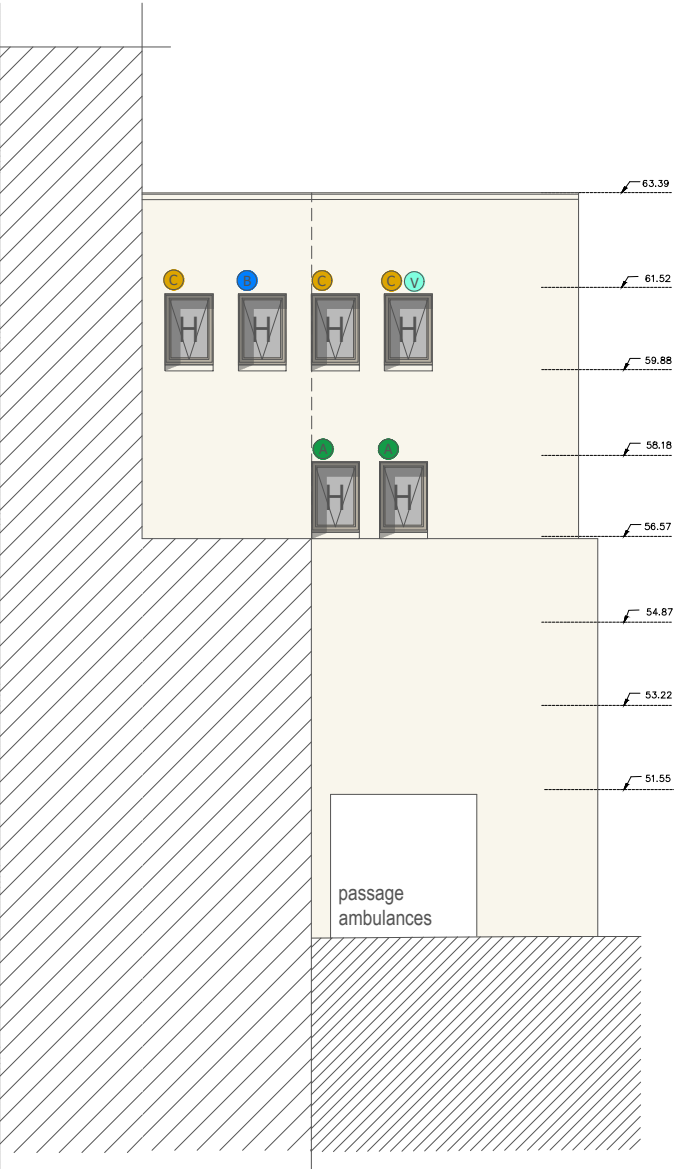 63.39
C B C C V
61.52
H H H H
59.88
A A
58.18
H H
56.57
54.87
53.22
51.55
passage
ambulances